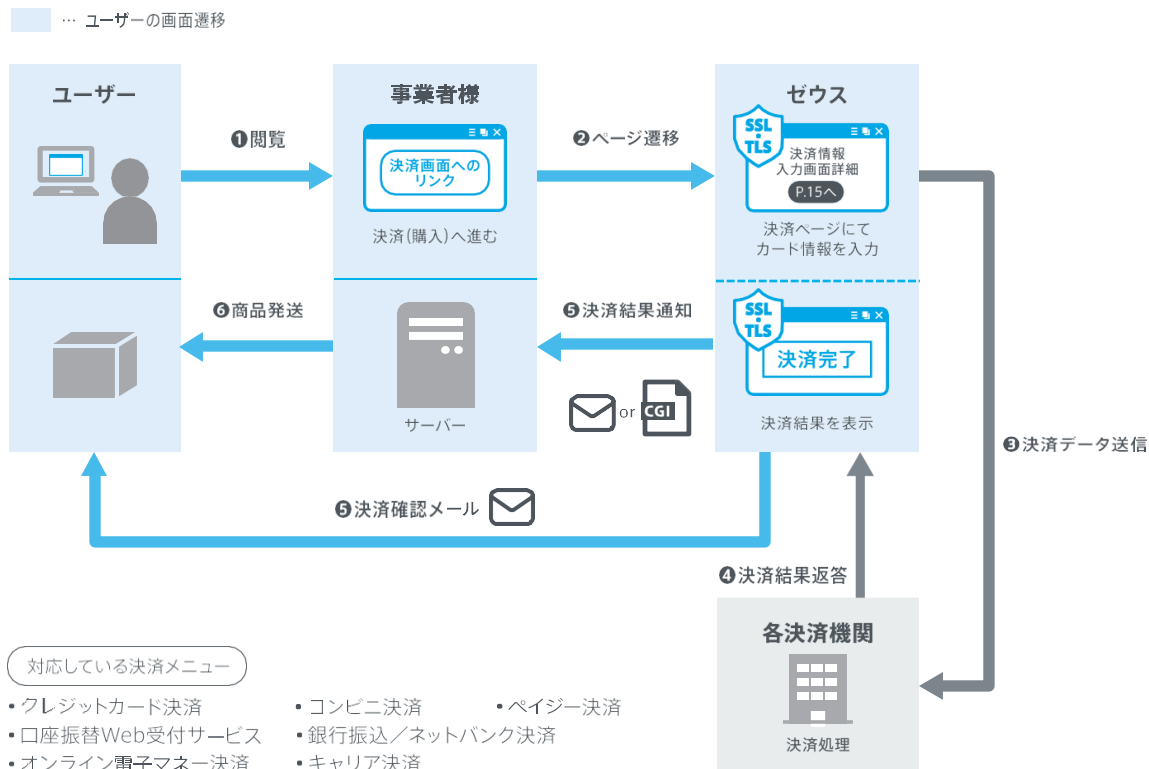 … ユーザーの画面遷移
ユーザー
事業者様
ゼウス
❶閲覧
❷ページ遷移
決済画面への
リンク
決済(購入)へ進む
SSL
・
TLS
決済情報
入力画面詳細
P.15へ
決済ページにて
カード情報を入力
❻商品発送
❺決済結果通知
サーバー
or
CGI
SSL
・
TLS
決済完了
決済結果を表示
❸決済データ送信
❺決済確認メール
❹決済結果返答
各決済機関
決済処理
対応している決済メニュー
• クレジットカード決済
• コンビニ決済
• ペイジー決済
• 口座振替Web受付サービス
• 銀行振込／ネットバンク決済
• オンライン電子マネー決済
• キャリア決済